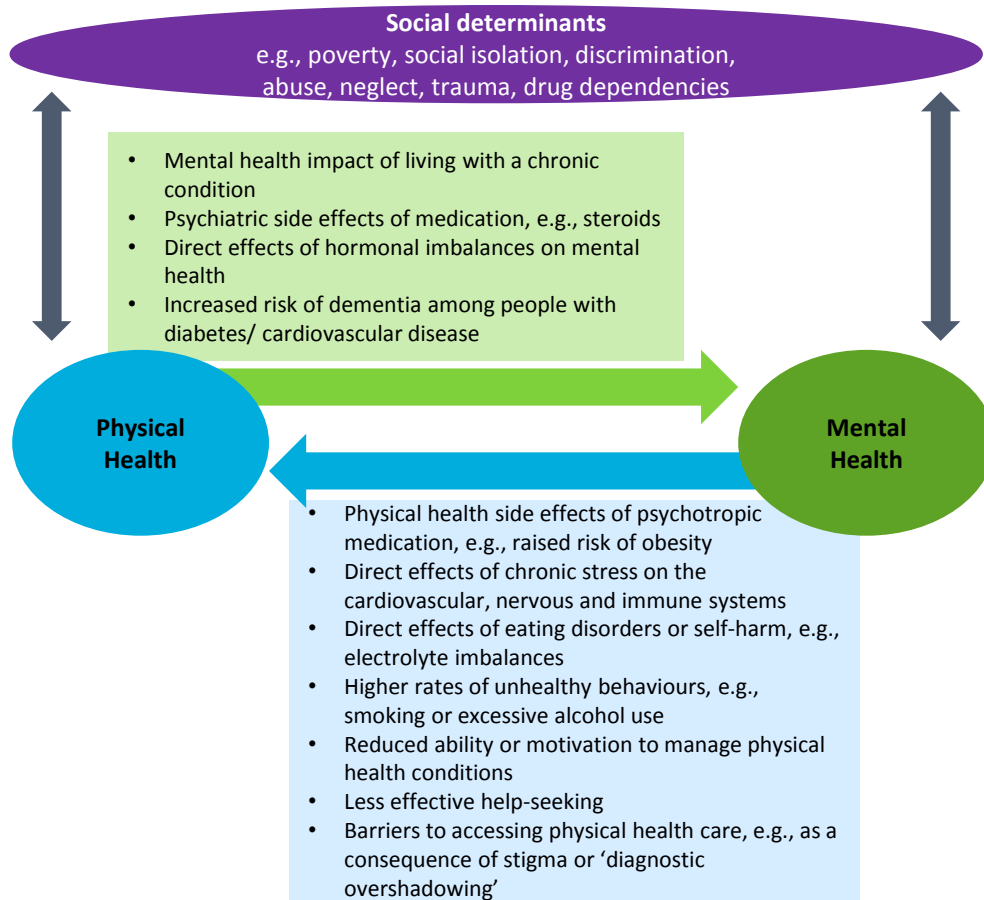 Social determinants
e.g., poverty, social isolation, discrimination,
abuse, neglect, trauma, drug dependencies
• Mental health impact of living with a chronic
condition
• Psychiatric side effects of medication, e.g., steroids
• Direct effects of hormonal imbalances on mental
health
• Increased risk of dementia among people with
diabetes/ cardiovascular disease
Physical
Health
Mental
Health
• Physical health side effects of psychotropic
medication, e.g., raised risk of obesity
• Direct effects of chronic stress on the
cardiovascular, nervous and immune systems
• Direct effects of eating disorders or self-harm, e.g.,
electrolyte imbalances
• Higher rates of unhealthy behaviours, e.g.,
smoking or excessive alcohol use
• Reduced ability or motivation to manage physical
health conditions
• Less effective help-seeking
• Barriers to accessing physical health care, e.g., as a
consequence of stigma or ‘diagnostic
overshadowing’